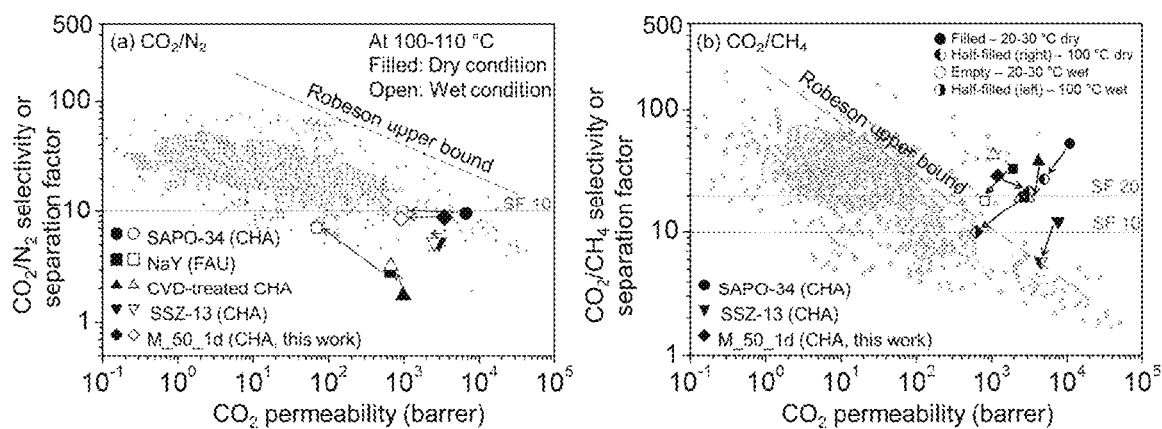 500
100
10
1
10⁻¹ 10⁰ 10¹ 10² 10³ 10⁴ 10⁵
CO₂ permeability (barrer)
CO₂/N₂ selectivity or
separation factor
(a) CO₂/N₂
At 100-110 °C
Filled: Dry condition
Open: Wet condition
Robeson upper bound
SF 10
SAPO-34 (CHA)
NaY (FAU)
CVD-treated CHA
SSZ-13 (CHA)
M_50_1d (CHA, this work)
500
100
10
1
10⁻¹ 10⁰ 10¹ 10² 10³ 10⁴ 10⁵
CO₂ permeability (barrer)
CO₂/CH₄ selectivity or
separation factor
(b) CO₂/CH₄
Filled – 20-30 °C dry
Half-filled (right) – 100 °C dry
Empty – 20-30 °C wet
Half-filled (left) – 100 °C wet
Robeson upper bound
SF 20
SF 10
SAPO-34 (CHA)
SSZ-13 (CHA)
M_50_1d (CHA, this work)